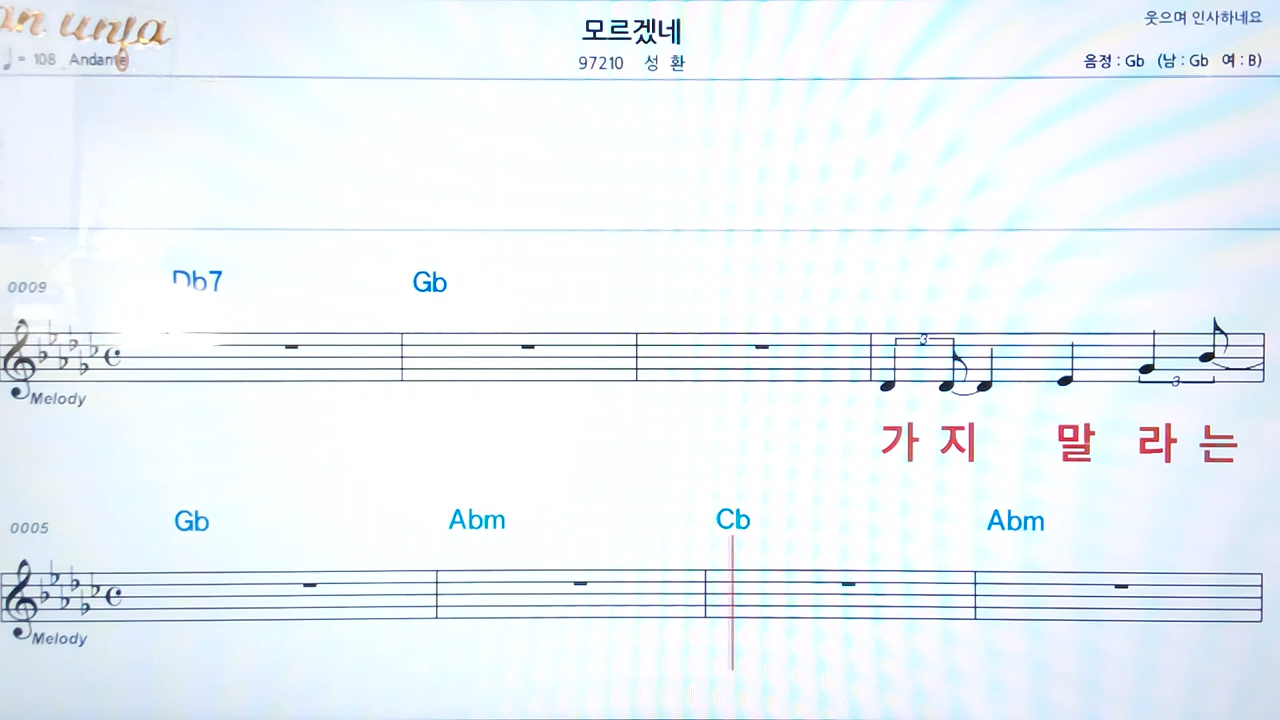 모르겠네
웃으며 인사하네요
♩= 108 Andante
97210 성 환
음정 : Gb (남 : Gb 여 : B)
Db7 Gb
0009
3 3
Melody
가 지 말 라 는
Gb Abm Cb Abm
0005
Melody